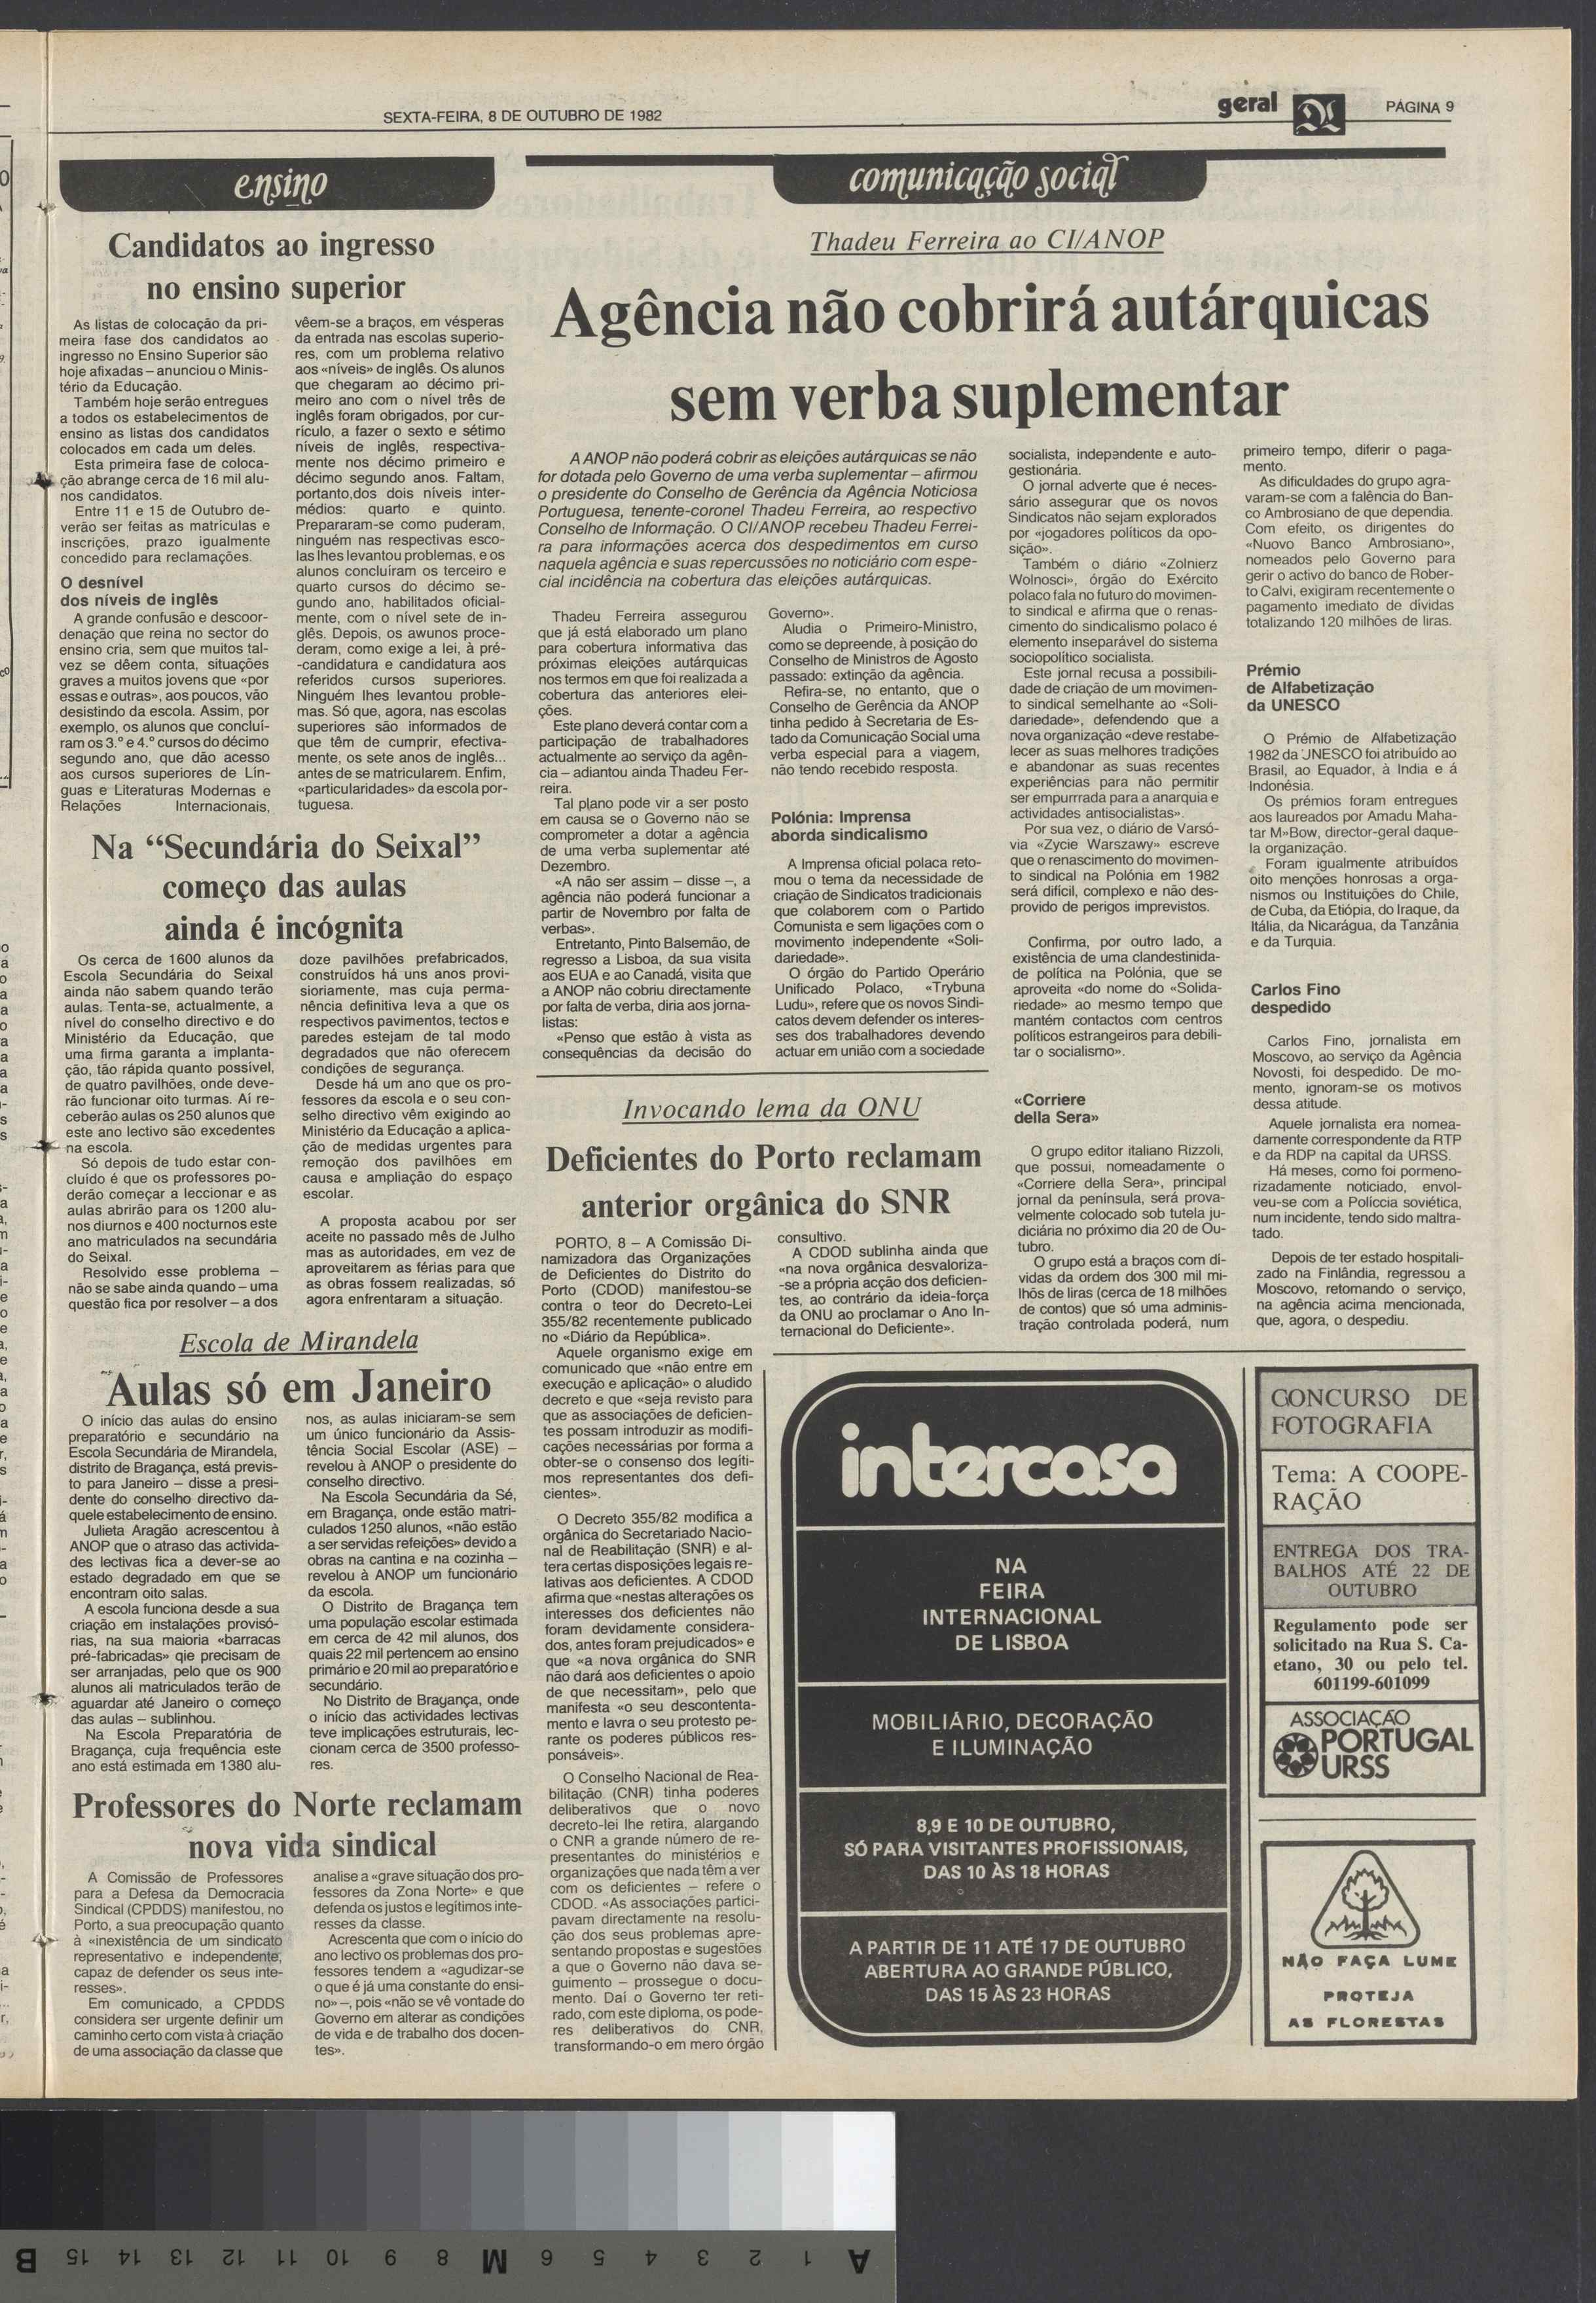 SEXTA-FEIRA, 8 DE OUTUBRO DE 1982
geral
PÁGINA 9
ensino
Candidatos ao ingresso
no ensino superior
As listas de colocação da pri-
meira fase dos candidatos ao
ingresso no Ensino Superior são
hoje afixadas – anunciou o Minis-
tério da Educação.
Também hoje serão entregues
a todos os estabelecimentos de
ensino as listas dos candidatos
colocados em cada um deles.
Esta primeira fase de coloca-
ção abrange cerca de 16 mil alu-
nos candidatos.
Entre 11 e 15 de Outubro de-
verão ser feitas as matrículas e
inscrições, prazo igualmente
concedido para reclamações.
O desnível
dos níveis de inglês
A grande confusão e descoor-
denação que reina no sector do
ensino cria, sem que muitos tal-
vez se dêem conta, situações
graves a muitos jovens que «por
essas e outras», aos poucos, vão
desistindo da escola. Assim, por
exemplo, os alunos que concluí-
ram os 3.º e 4.º cursos do décimo
segundo ano, que dão acesso
aos cursos superiores de Lín-
guas e Literaturas Modernas e
Relações Internacionais,
vêem-se a braços, em vésperas
da entrada nas escolas superio-
res, com um problema relativo
aos «níveis» de inglês. Os alunos
que chegaram ao décimo pri-
meiro ano com o nível três de
inglês foram obrigados, por cur-
rículo, a fazer o sexto e sétimo
níveis de inglês, respectiva-
mente nos décimo primeiro e
décimo segundo anos. Faltam,
portanto,dos dois níveis inter-
médios: quarto e quinto.
Prepararam-se como puderam,
ninguém nas respectivas esco-
las lhes levantou problemas, e os
alunos concluíram os terceiro e
quarto cursos do décimo se-
gundo ano, habilitados oficial-
mente, com o nível sete de in-
glês. Depois, os awunos proce-
deram, como exige a lei, à pré-
-candidatura e candidatura aos
referidos cursos superiores.
Ninguém lhes levantou proble-
mas. Só que, agora, nas escolas
superiores são informados de
que têm de cumprir, efectiva-
mente, os sete anos de inglês...
antes de se matricularem. Enfim,
«particularidades» da escola por-
tuguesa.
Na “Secundária do Seixal”
começo das aulas
ainda é incógnita
Os cerca de 1600 alunos da
Escola Secundária do Seixal
ainda não sabem quando terão
aulas. Tenta-se, actualmente, a
nível do conselho directivo e do
Ministério da Educação, que
uma firma garanta a implanta-
ção, tão rápida quanto possível,
de quatro pavilhões, onde deve-
rão funcionar oito turmas. Aí re-
ceberão aulas os 250 alunos que
este ano lectivo são excedentes
na escola.
Só depois de tudo estar con-
cluído é que os professores po-
derão começar a leccionar e as
aulas abrirão para os 1200 alu-
nos diurnos e 400 nocturnos este
ano matriculados na secundária
do Seixal.
Resolvido esse problema –
não se sabe ainda quando – uma
questão fica por resolver – a dos
doze pavilhões prefabricados,
construídos há uns anos provi-
sioriamente, mas cuja perma-
nência definitiva leva a que os
respectivos pavimentos, tectos e
paredes estejam de tal modo
degradados que não oferecem
condições de segurança.
Desde há um ano que os pro-
fessores da escola e o seu con-
selho directivo vêm exigindo ao
Ministério da Educação a aplica-
ção de medidas urgentes para
remoção dos pavilhões em
causa e ampliação do espaço
escolar.
A proposta acabou por ser
aceite no passado mês de Julho
mas as autoridades, em vez de
aproveitarem as férias para que
as obras fossem realizadas, só
agora enfrentaram a situação.
Escola de Mirandela
Aulas só em Janeiro
O início das aulas do ensino
preparatório e secundário na
Escola Secundária de Mirandela,
distrito de Bragança, está previs-
to para Janeiro – disse a presi-
dente do conselho directivo da-
quele estabelecimento de ensino.
Julieta Aragão acrescentou à
ANOP que o atraso das activida-
des lectivas fica a dever-se ao
estado degradado em que se
encontram oito salas.
A escola funciona desde a sua
criação em instalações provisó-
rias, na sua maioria «barracas
pré-fabricadas» qie precisam de
ser arranjadas, pelo que os 900
alunos ali matriculados terão de
aguardar até Janeiro o começo
das aulas – sublinhou.
Na Escola Preparatória de
Bragança, cuja frequência este
ano está estimada em 1380 alu-
nos, as aulas iniciaram-se sem
um único funcionário da Assis-
tência Social Escolar (ASE) –
revelou à ANOP o presidente do
conselho directivo.
Na Escola Secundária da Sé,
em Bragança, onde estão matri-
culados 1250 alunos, «não estão
a ser servidas refeições» devido a
obras na cantina e na cozinha –
revelou à ANOP um funcionário
da escola.
O Distrito de Bragança tem
uma população escolar estimada
em cerca de 42 mil alunos, dos
quais 22 mil pertencem ao ensino
primário e 20 mil ao preparatório e
secundário.
No Distrito de Bragança, onde
o início das actividades lectivas
teve implicações estruturais, lec-
cionam cerca de 3500 professo-
res.
Professores do Norte reclamam
nova vida sindical
A Comissão de Professores
para a Defesa da Democracia
Sindical (CPDDS) manifestou, no
Porto, a sua preocupação quanto
à «inexistência de um sindicato
representativo e independente,
capaz de defender os seus inte-
resses».
Em comunicado, a CPDDS
considera ser urgente definir um
caminho certo com vista à criação
de uma associação da classe que
analise a «grave situação dos pro-
fessores da Zona Norte» e que
defenda os justos e legítimos inte-
resses da classe.
Acrescenta que com o início do
ano lectivo os problemas dos pro-
fessores tendem a «agudizar-se
o que é já uma constante do ensi-
no» –, pois «não se vê vontade do
Governo em alterar as condições
de vida e de trabalho dos docen-
tes».
comunicação social
Thadeu Ferreira ao CI/ANOP
Agência não cobrirá autárquicas
sem verba suplementar
A ANOP não poderá cobrir as eleições autárquicas se não
for dotada pelo Governo de uma verba suplementar – afirmou
o presidente do Conselho de Gerência da Agência Noticiosa
Portuguesa, tenente-coronel Thadeu Ferreira, ao respectivo
Conselho de Informação. O CI/ANOP recebeu Thadeu Ferrei-
ra para informações acerca dos despedimentos em curso
naquela agência e suas repercussões no noticiário com espe-
cial incidência na cobertura das eleições autárquicas.
Thadeu Ferreira assegurou
que já está elaborado um plano
para cobertura informativa das
próximas eleições autárquicas
nos termos em que foi realizada a
cobertura das anteriores elei-
ções.
Este plano deverá contar com a
participação de trabalhadores
actualmente ao serviço da agên-
cia – adiantou ainda Thadeu Fer-
reira.
Tal plano pode vir a ser posto
em causa se o Governo não se
comprometer a dotar a agência
de uma verba suplementar até
Dezembro.
«A não ser assim – disse –, a
agência não poderá funcionar a
partir de Novembro por falta de
verbas».
Entretanto, Pinto Balsemão, de
regresso a Lisboa, da sua visita
aos EUA e ao Canadá, visita que
a ANOP não cobriu directamente
por falta de verba, diria aos jorna-
listas:
«Penso que estão à vista as
consequências da decisão do
Governo».
Aludia o Primeiro-Ministro,
como se depreende, à posição do
Conselho de Ministros de Agosto
passado: extinção da agência.
Refira-se, no entanto, que o
Conselho de Gerência da ANOP
tinha pedido à Secretaria de Es-
tado da Comunicação Social uma
verba especial para a viagem,
não tendo recebido resposta.
Polónia: Imprensa
aborda sindicalismo
A Imprensa oficial polaca reto-
mou o tema da necessidade de
criação de Sindicatos tradicionais
que colaborem com o Partido
Comunista e sem ligações com o
movimento independente «Soli-
dariedade».
O órgão do Partido Operário
Unificado Polaco, «Trybuna
Ludu», refere que os novos Sindi-
catos devem defender os interes-
ses dos trabalhadores devendo
actuar em união com a sociedade
socialista, independente e auto-
gestionária.
O jornal adverte que é neces-
sário assegurar que os novos
Sindicatos não sejam explorados
por «jogadores políticos da opo-
sição».
Também o diário «Zolnierz
Wolnosci», órgão do Exército
polaco fala no futuro do movimen-
to sindical e afirma que o renas-
cimento do sindicalismo polaco é
elemento inseparável do sistema
sociopolítico socialista.
Este jornal recusa a possibili-
dade de criação de um movimen-
to sindical semelhante ao «Soli-
dariedade», defendendo que a
nova organização «deve restabe-
lecer as suas melhores tradições
e abandonar as suas recentes
experiências para não permitir
ser empurrrada para a anarquia e
actividades antisocialistas».
Por sua vez, o diário de Varsó-
via «Zycie Warszawy» escreve
que o renascimento do movimen-
to sindical na Polónia em 1982
será difícil, complexo e não des-
provido de perigos imprevistos.
Confirma, por outro lado, a
existência de uma clandestinida-
de política na Polónia, que se
aproveita «do nome do «Solida-
riedade» ao mesmo tempo que
mantém contactos com centros
políticos estrangeiros para debili-
tar o socialismo».
«Corriere
della Sera»
O grupo editor italiano Rizzoli,
que possui, nomeadamente o
«Corriere della Sera», principal
jornal da península, será prova-
velmente colocado sob tutela ju-
diciária no próximo dia 20 de Ou-
tubro.
O grupo está a braços com dí-
vidas da ordem dos 300 mil mi-
lhõs de liras (cerca de 18 milhões
de contos) que só uma adminis-
tração controlada poderá, num
primeiro tempo, diferir o paga-
mento.
As dificuldades do grupo agra-
varam-se com a falência do Ban-
co Ambrosiano de que dependia.
Com efeito, os dirigentes do
«Nuovo Banco Ambrosiano»,
nomeados pelo Governo para
gerir o activo do banco de Rober-
to Calvi, exigiram recentemente o
pagamento imediato de dívidas
totalizando 120 milhões de liras.
Prémio
de Alfabetização
da UNESCO
O Prémio de Alfabetização
1982 da UNESCO foi atribuído ao
Brasil, ao Equador, à India e á
Indonésia.
Os prémios foram entregues
aos laureados por Amadu Maha-
tar M»Bow, director-geral daque-
la organização.
Foram igualmente atribuídos
oito menções honrosas a orga-
nismos ou Instituições do Chile,
de Cuba, da Etiópia, do Iraque, da
Itália, da Nicarágua, da Tanzânia
e da Turquia.
Carlos Fino
despedido
Carlos Fino, jornalista em
Moscovo, ao serviço da Agência
Novosti, foi despedido. De mo-
mento, ignoram-se os motivos
dessa atitude.
Aquele jornalista era nomea-
damente correspondente da RTP
e da RDP na capital da URSS.
Há meses, como foi pormeno-
rizadamente noticiado, envol-
veu-se com a Políccia soviética,
num incidente, tendo sido maltra-
tado.
Depois de ter estado hospitali-
zado na Finlândia, regressou a
Moscovo, retomando o serviço,
na agência acima mencionada,
que, agora, o despediu.
Invocando lema da ONU
Deficientes do Porto reclamam
anterior orgânica do SNR
PORTO, 8 – A Comissão Di-
namizadora das Organizações
de Deficientes do Distrito do
Porto (CDOD) manifestou-se
contra o teor do Decreto-Lei
355/82 recentemente publicado
no «Diário da República».
Aquele organismo exige em
comunicado que «não entre em
execução e aplicação» o aludido
decreto e que «seja revisto para
que as associações de deficien-
tes possam introduzir as modifi-
cações necessárias por forma a
obter-se o consenso dos legíti-
mos representantes dos defi-
cientes».
O Decreto 355/82 modifica a
orgânica do Secretariado Nacio-
nal de Reabilitação (SNR) e al-
tera certas disposições legais re-
lativas aos deficientes. A CDOD
afirma que «nestas alterações os
interesses dos deficientes não
foram devidamente considera-
dos, antes foram prejudicados» e
que «a nova orgânica do SNR
não dará aos deficientes o apoio
de que necessitam», pelo que
manifesta «o seu descontenta-
mento e lavra o seu protesto pe-
rante os poderes públicos res-
ponsáveis».
O Conselho Nacional de Rea-
bilitação (CNR) tinha poderes
deliberativos que o novo
decreto-lei lhe retira, alargando
o CNR a grande número de re-
presentantes do ministérios e
organizações que nada têm a ver
com os deficientes – refere o
CDOD. «As associações partici-
pavam directamente na resolu-
ção dos seus problemas apre-
sentando propostas e sugestões
a que o Governo não dava se-
guimento – prossegue o docu-
mento. Daí o Governo ter reti-
rado, com este diploma, os pode-
res deliberativos do CNR,
transformando-o em mero órgão
consultivo.
A CDOD sublinha ainda que
«na nova orgânica desvaloriza-
-se a própria acção dos deficien-
tes, ao contrário da ideia-força
da ONU ao proclamar o Ano In-
ternacional do Deficiente».
intercasa
NA
FEIRA
INTERNACIONAL
DE LISBOA
MOBILIÁRIO, DECORAÇÃO
E ILUMINAÇÃO
8,9 E 10 DE OUTUBRO,
SÓ PARA VISITANTES PROFISSIONAIS,
DAS 10 ÀS 18 HORAS
A PARTIR DE 11 ATÉ 17 DE OUTUBRO
ABERTURA AO GRANDE PÚBLICO,
DAS 15 ÀS 23 HORAS
CONCURSO DE
FOTOGRAFIA
Tema: A COOPE-
RAÇÃO
ENTREGA DOS TRA-
BALHOS ATÉ 22 DE
OUTUBRO
Regulamento pode ser
solicitado na Rua S. Ca-
etano, 30 ou pelo tel.
601199-601099
ASSOCIAÇÃO
PORTUGAL
URSS
NÃO FAÇA LUME
PROTEJA
AS FLORESTAS
B 15 14 13 12 11 10 9 8 M 6 5 4 3 2 1 A